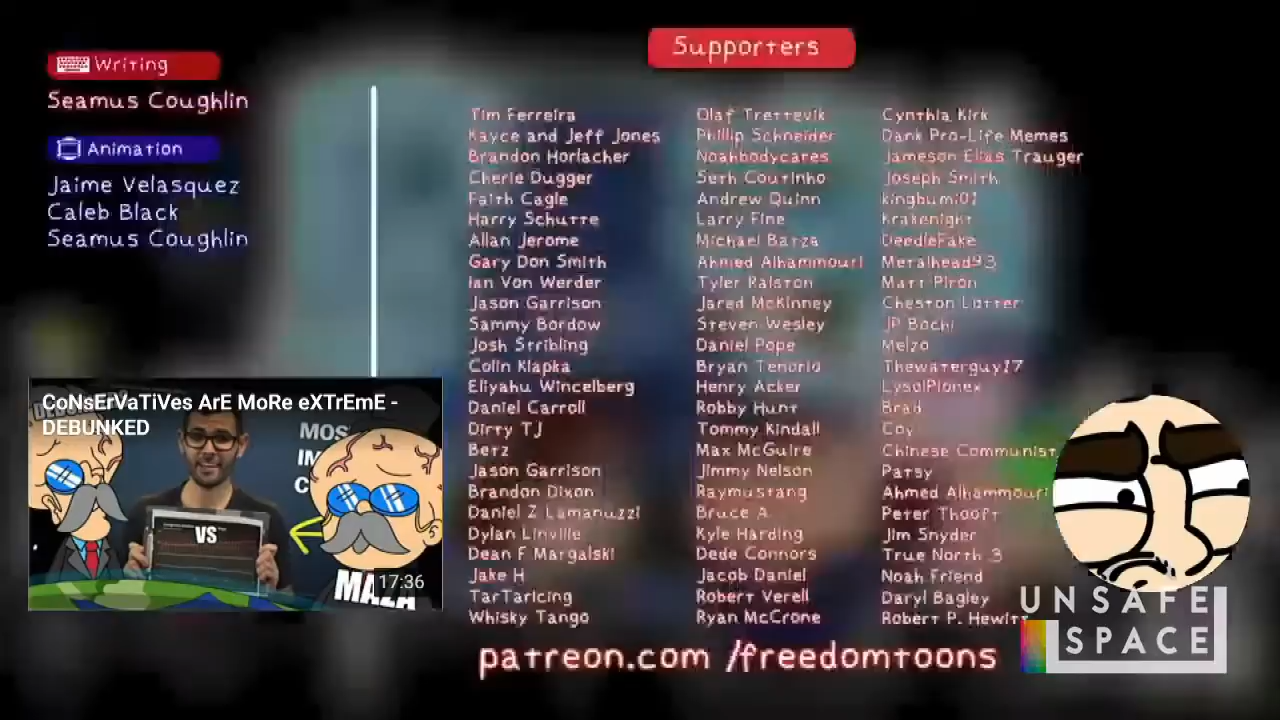 Writing
Seamus Coughlin
Animation
Jaime Velasquez
Caleb Black
Seamus Coughlin
Supporters
Tim Ferreira
Kayce and Jeff Jones
Brandon Horlacher
Cherie Dugger
Faith Cagle
Harry Schutte
Allan Jerome
Gary Don Smith
Ian Von Werder
Jason Garrison
Sammy Bordow
Josh Stribling
Colin Klapka
Eliyahu Wincelberg
Daniel Carroll
Dirty TJ
Betz
Jason Garrison
Brandon Dixon
Daniel Z Lamanuzzi
Dylan Linville
Dean F Margalski
Jake H
TarTaricing
Whisky Tango
Olaf Trettevik
Phillip Schneider
Noahbodycares
Seth Coutinho
Andrew Quinn
Larry Fine
Michael Barza
Ahmed Alhammouri
Tyler Ralston
Jared McKinney
Steven Wesley
Daniel Pope
Bryan Tenorio
Henry Acker
Robby Hunt
Tommy Kindall
Max McGuire
Jimmy Nelson
Raymustang
Bruce A
Kyle Harding
Dede Connors
Jacob Daniel
Robert Verell
Ryan McCrone
Cynthia Kirk
Dank Pro-Life Memes
Jameson Elias Trauger
Joseph Smith
kingbumi01
Krakenight
DeedleFake
Metalhead93
Matt Piron
Cheston Lotter
JP Bochi
Melzo
Thewaterguy17
LysolPionex
Brad
Coy
Chinese Communist
Patsy
Ahmed Alhammouri
Peter Thooft
Jim Snyder
True North 3
Noah Friend
Daryl Bagley
Robert P. Hewitt
patreon.com /freedomtoons
CoNsErVaTiVes ArE MoRe eXTrEmE -
DEBUNKED
VS
MAZA
17:36
UNSAFE
SPACE